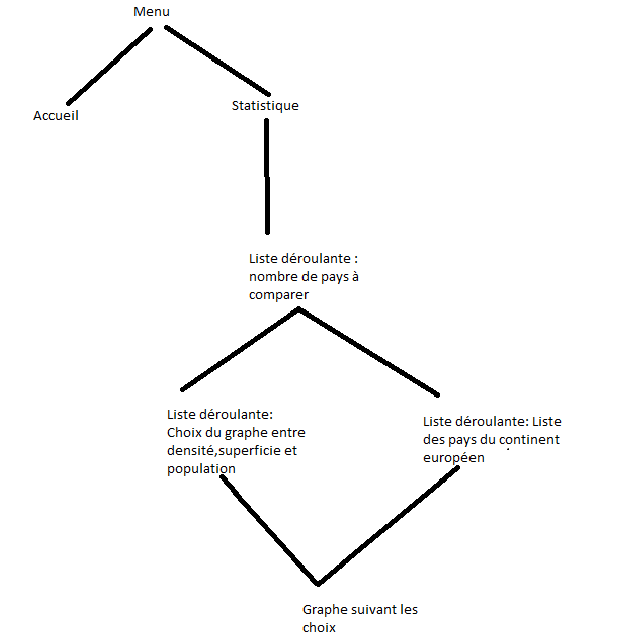 Menu
Accueil
Statistique
Liste déroulante :
nombre de pays à
comparer
Liste déroulante:
Choix du graphe entre
densité,superficie et
population
Liste déroulante: Liste
des pays du continent
européen
Graphe suivant les
choix